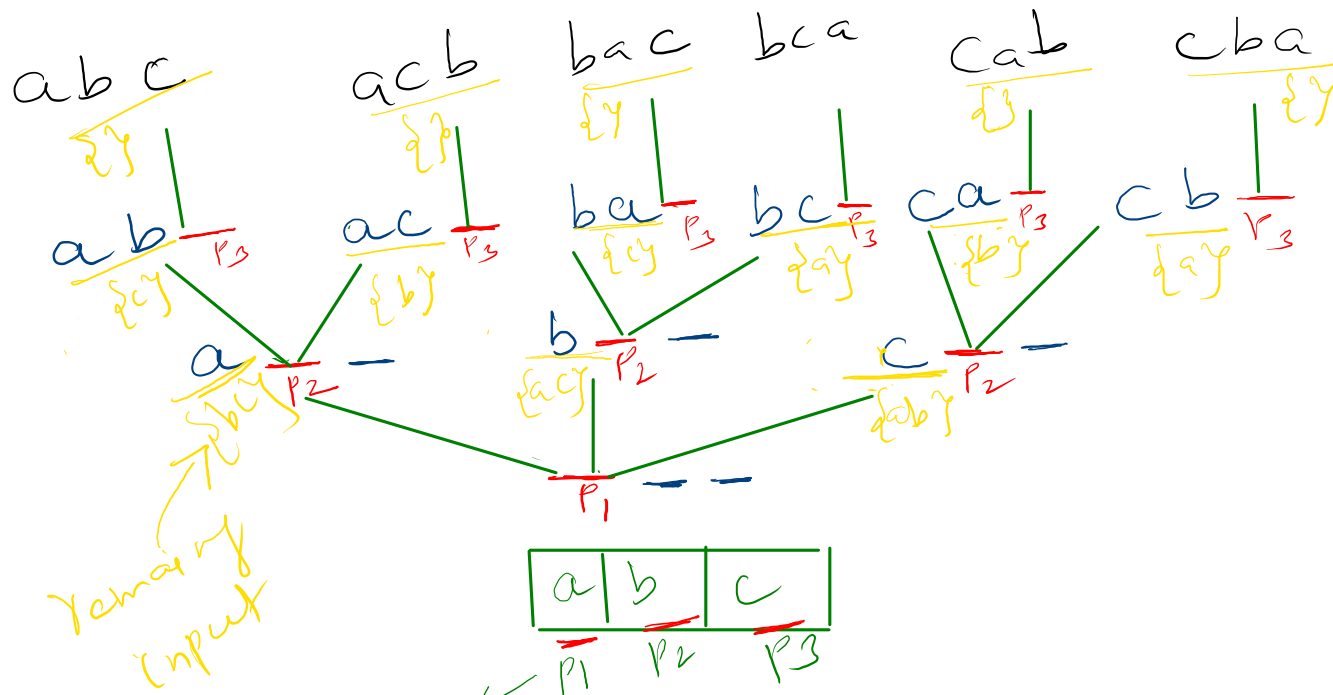 abc acb bac bca cab cba
{} {} {} {} {}
ab P3 ac P3 ba P3 bc P3 ca P3 cb P3
{c} {b} {c} {a} {b} {a}
a P2 b P2 c P2
{bc} {ac} {ab}
P1
remaing
input
a b c
P1 P2 P3